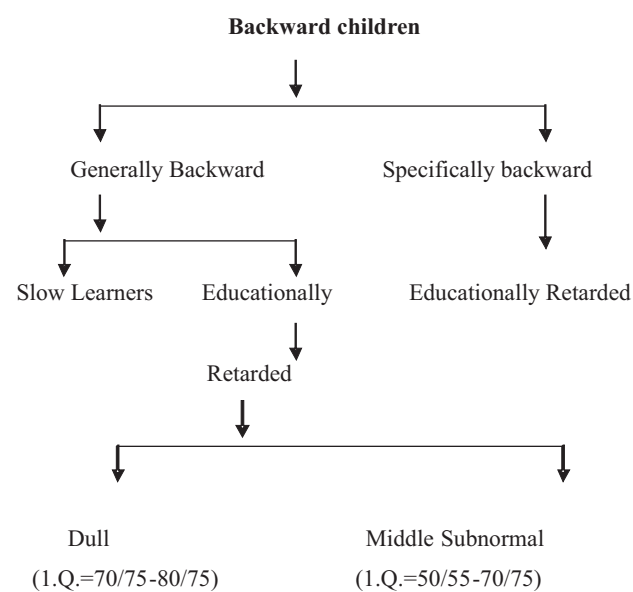 Backward children
Generally Backward Specifically backward
Slow Learners Educationally Educationally Retarded
Retarded
Dull Middle Subnormal
(1.Q.=70/75-80/75) (1.Q.=50/55-70/75)